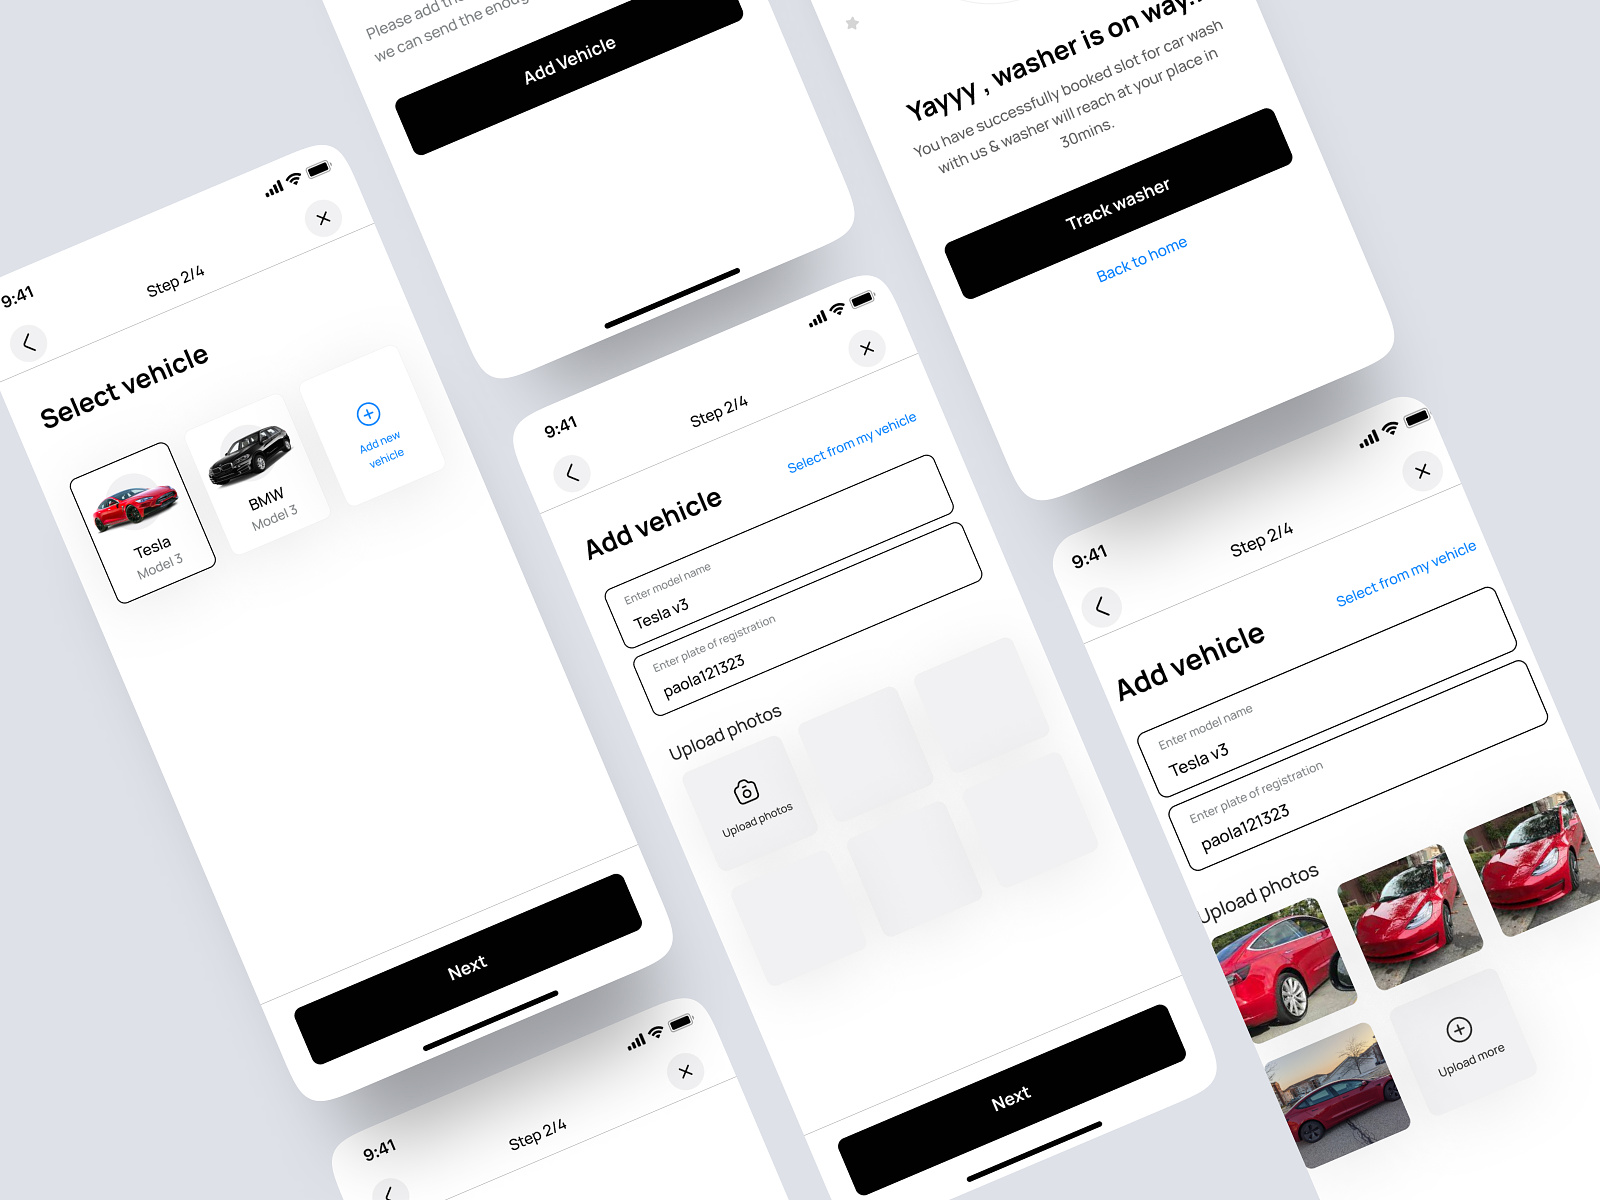 Please add the
we can send the enoug
Add Vehicle
Yayyy , washer is on way..
You have successfully booked slot for car wash
with us & washer will reach at your place in
30mins.
Track washer
Back to home
9:41
Step 2/4
Select vehicle
Tesla
Model 3
BMW
Model 3
Add new
vehicle
Next
9:41
Step 2/4
Select from my vehicle
Add vehicle
Enter model name
Tesla v3
Enter plate of registration
paola121323
Upload photos
Upload photos
Next
9:41
Step 2/4
Select from my vehicle
Add vehicle
Enter model name
Tesla v3
Enter plate of registration
paola121323
Upload photos
Upload more
9:41
Step 2/4